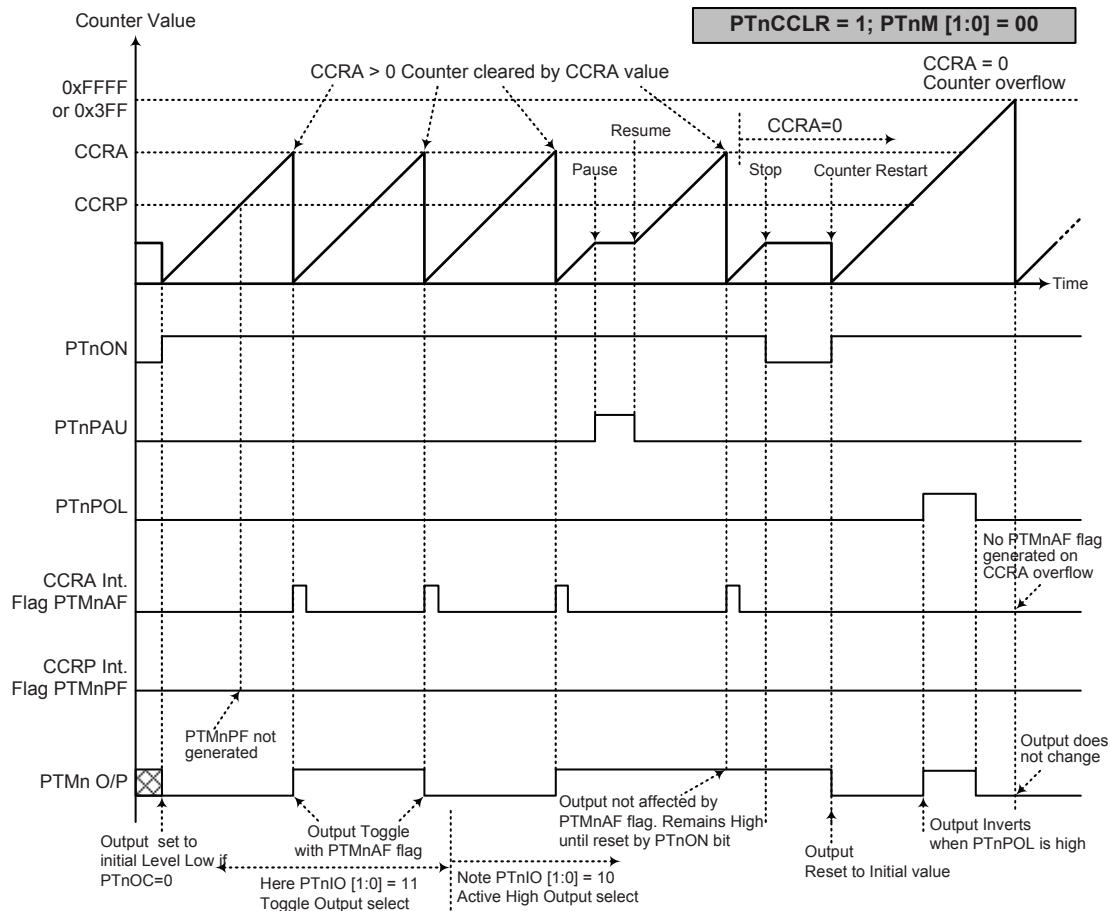 Counter Value
PTnCCLR = 1; PTnM [1:0] = 00
CCRA > 0 Counter cleared by CCRA value
CCRA = 0
Counter overflow
0xFFFF
or 0x3FF
Resume
CCRA=0
CCRA
Pause
Stop
Counter Restart
CCRP
Time
PTnON
PTnPAU
PTnPOL
No PTMnAF flag
generated on
CCRA overflow
CCRA Int.
Flag PTMnAF
CCRP Int.
Flag PTMnPF
PTMnPF not
generated
Output does
not change
PTMn O/P
Output set to
initial Level Low if
PTnOC=0
Output Toggle
with PTMnAF flag
Output not affected by
PTMnAF flag. Remains High
until reset by PTnON bit
Output Inverts
when PTnPOL is high
Output
Reset to Initial value
Here PTnIO [1:0] = 11
Toggle Output select
Note PTnIO [1:0] = 10
Active High Output select